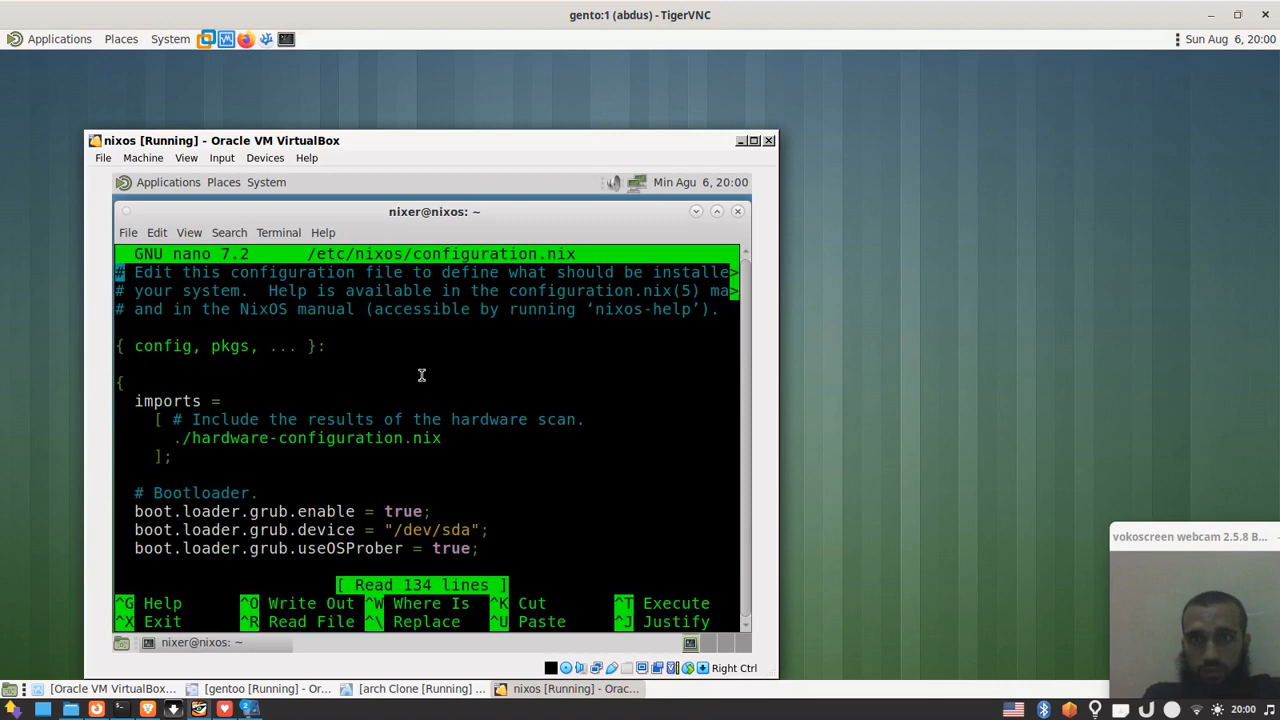 gento:1 (abdus) - TigerVNC
Applications Places System
Sun Aug 6, 20:00
nixos [Running] - Oracle VM VirtualBox
File Machine View Input Devices Help
Applications Places System
Min Agu 6, 20:00
nixer@nixos: ~
File Edit View Search Terminal Help
GNU nano 7.2 /etc/nixos/configuration.nix
# Edit this configuration file to define what should be installe>
# your system. Help is available in the configuration.nix(5) ma>
# and in the NixOS manual (accessible by running ‘nixos-help’).
{ config, pkgs, ... }:
{
imports =
[ # Include the results of the hardware scan.
./hardware-configuration.nix
];
# Bootloader.
boot.loader.grub.enable = true;
boot.loader.grub.device = "/dev/sda";
boot.loader.grub.useOSProber = true;
[ Read 134 lines ]
^G Help ^O Write Out ^W Where Is ^K Cut ^T Execute
^X Exit ^R Read File ^\ Replace ^U Paste ^J Justify
nixer@nixos: ~
Right Ctrl
vokoscreen webcam 2.5.8 B...
[Oracle VM VirtualBox... [gentoo [Running] - Or... [arch Clone [Running] ... nixos [Running] - Orac...
20:00